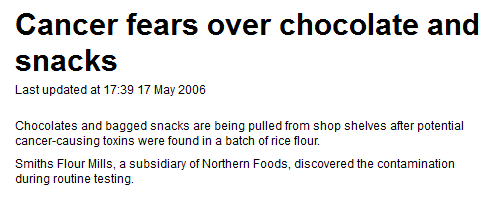 Cancer fears over chocolate and
snacks
Last updated at 17:39 17 May 2006
Chocolates and bagged snacks are being pulled from shop shelves after potential
cancer-causing toxins were found in a batch of rice flour.
Smiths Flour Mills, a subsidiary of Northern Foods, discovered the contamination
during routine testing.